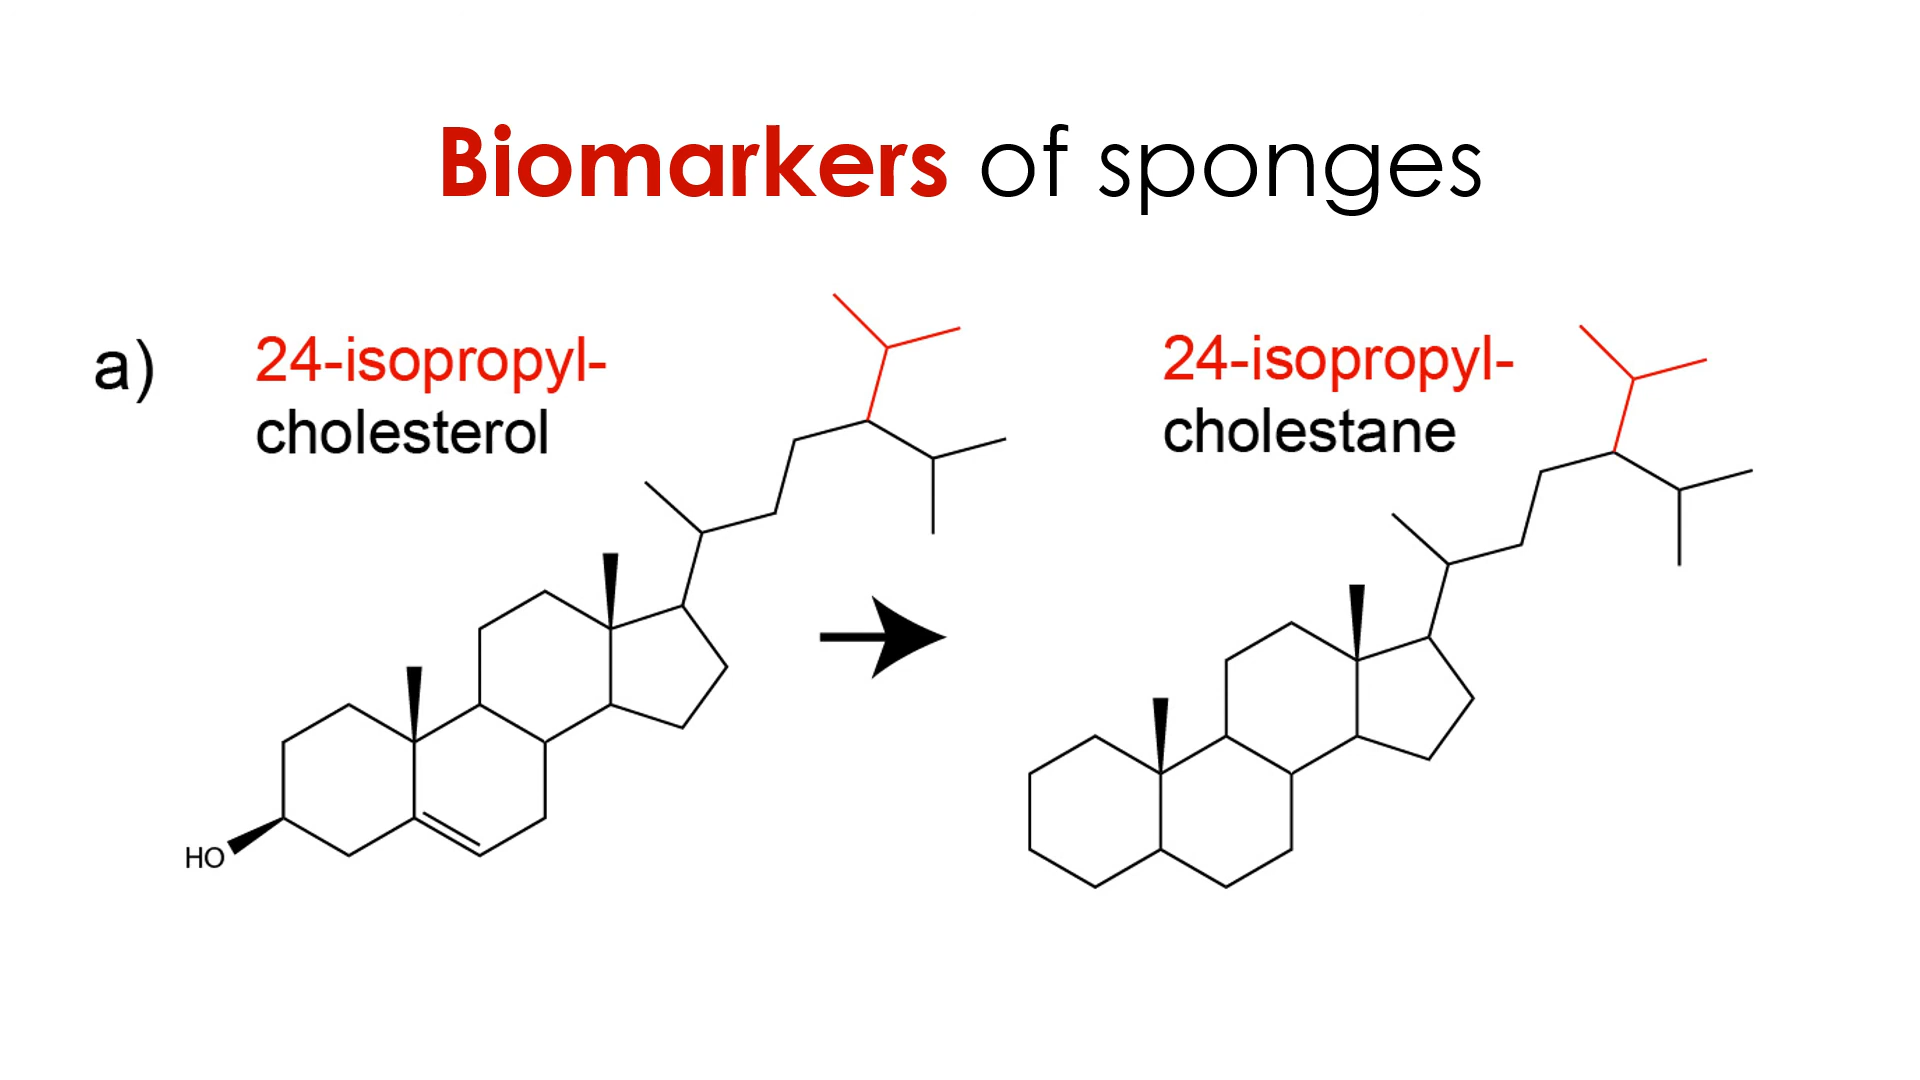 Biomarkers of sponges
a)
24-isopropyl-
cholesterol
24-isopropyl-
cholestane
HO